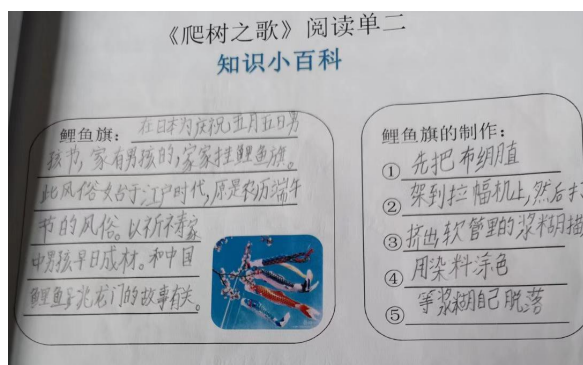 《爬树之歌》阅读单二
知识小百科
鲤鱼旗：在日本为庆祝五月五日男
孩节，家有男孩的，家家挂鲤鱼旗。
此风俗始于江户时代，原是农历端午
节的风俗。以祈祷家
中男孩早日成材。和中国
鲤鱼跳龙门的故事有关。
鲤鱼旗的制作：
①先把布绷直
②架到拉幅机上，然后
③挤出软管里的浆糊描
④用染料涂色
⑤等浆糊自己脱落